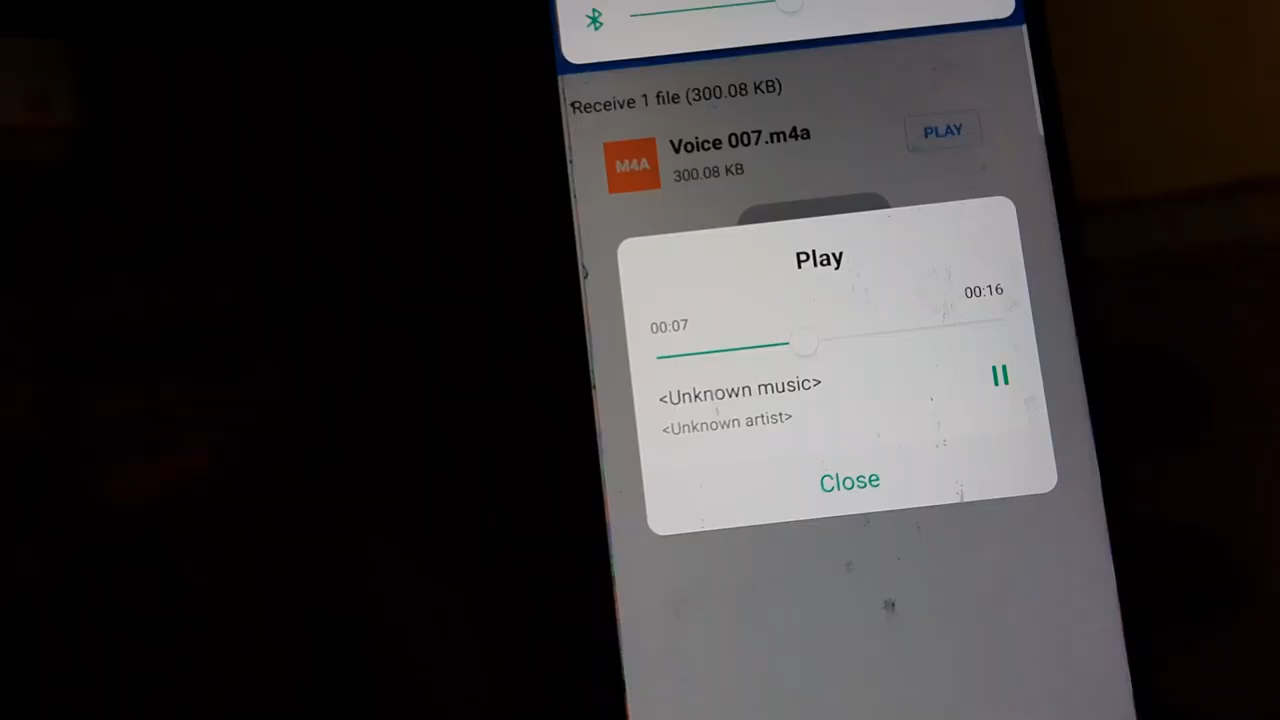 Receive 1 file (300.08 KB)
M4A
Voice 007.m4a
300.08 KB
PLAY
Play
00:07
00:16
<Unknown music>
<Unknown artist>
Close